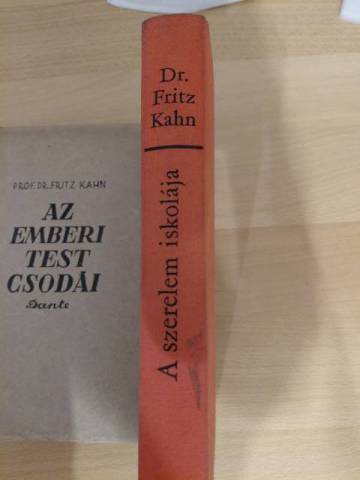 PROF. DR. FRITZ KAHN
AZ
EMBERI
TEST
CSODÁI
Dante
Dr.
Fritz
Kahn
A szerelem iskolája